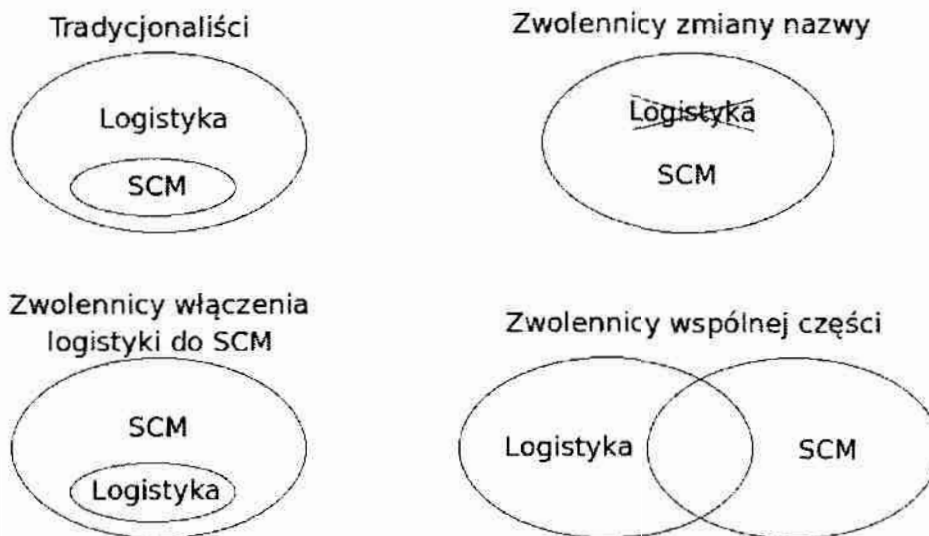 Tradycjonaliści
Logistyka
SCM
Zwolennicy zmiany nazwy
Logistyka
SCM
Zwolennicy włączenia
logistyki do SCM
SCM
Logistyka
Zwolennicy wspólnej części
Logistyka
SCM